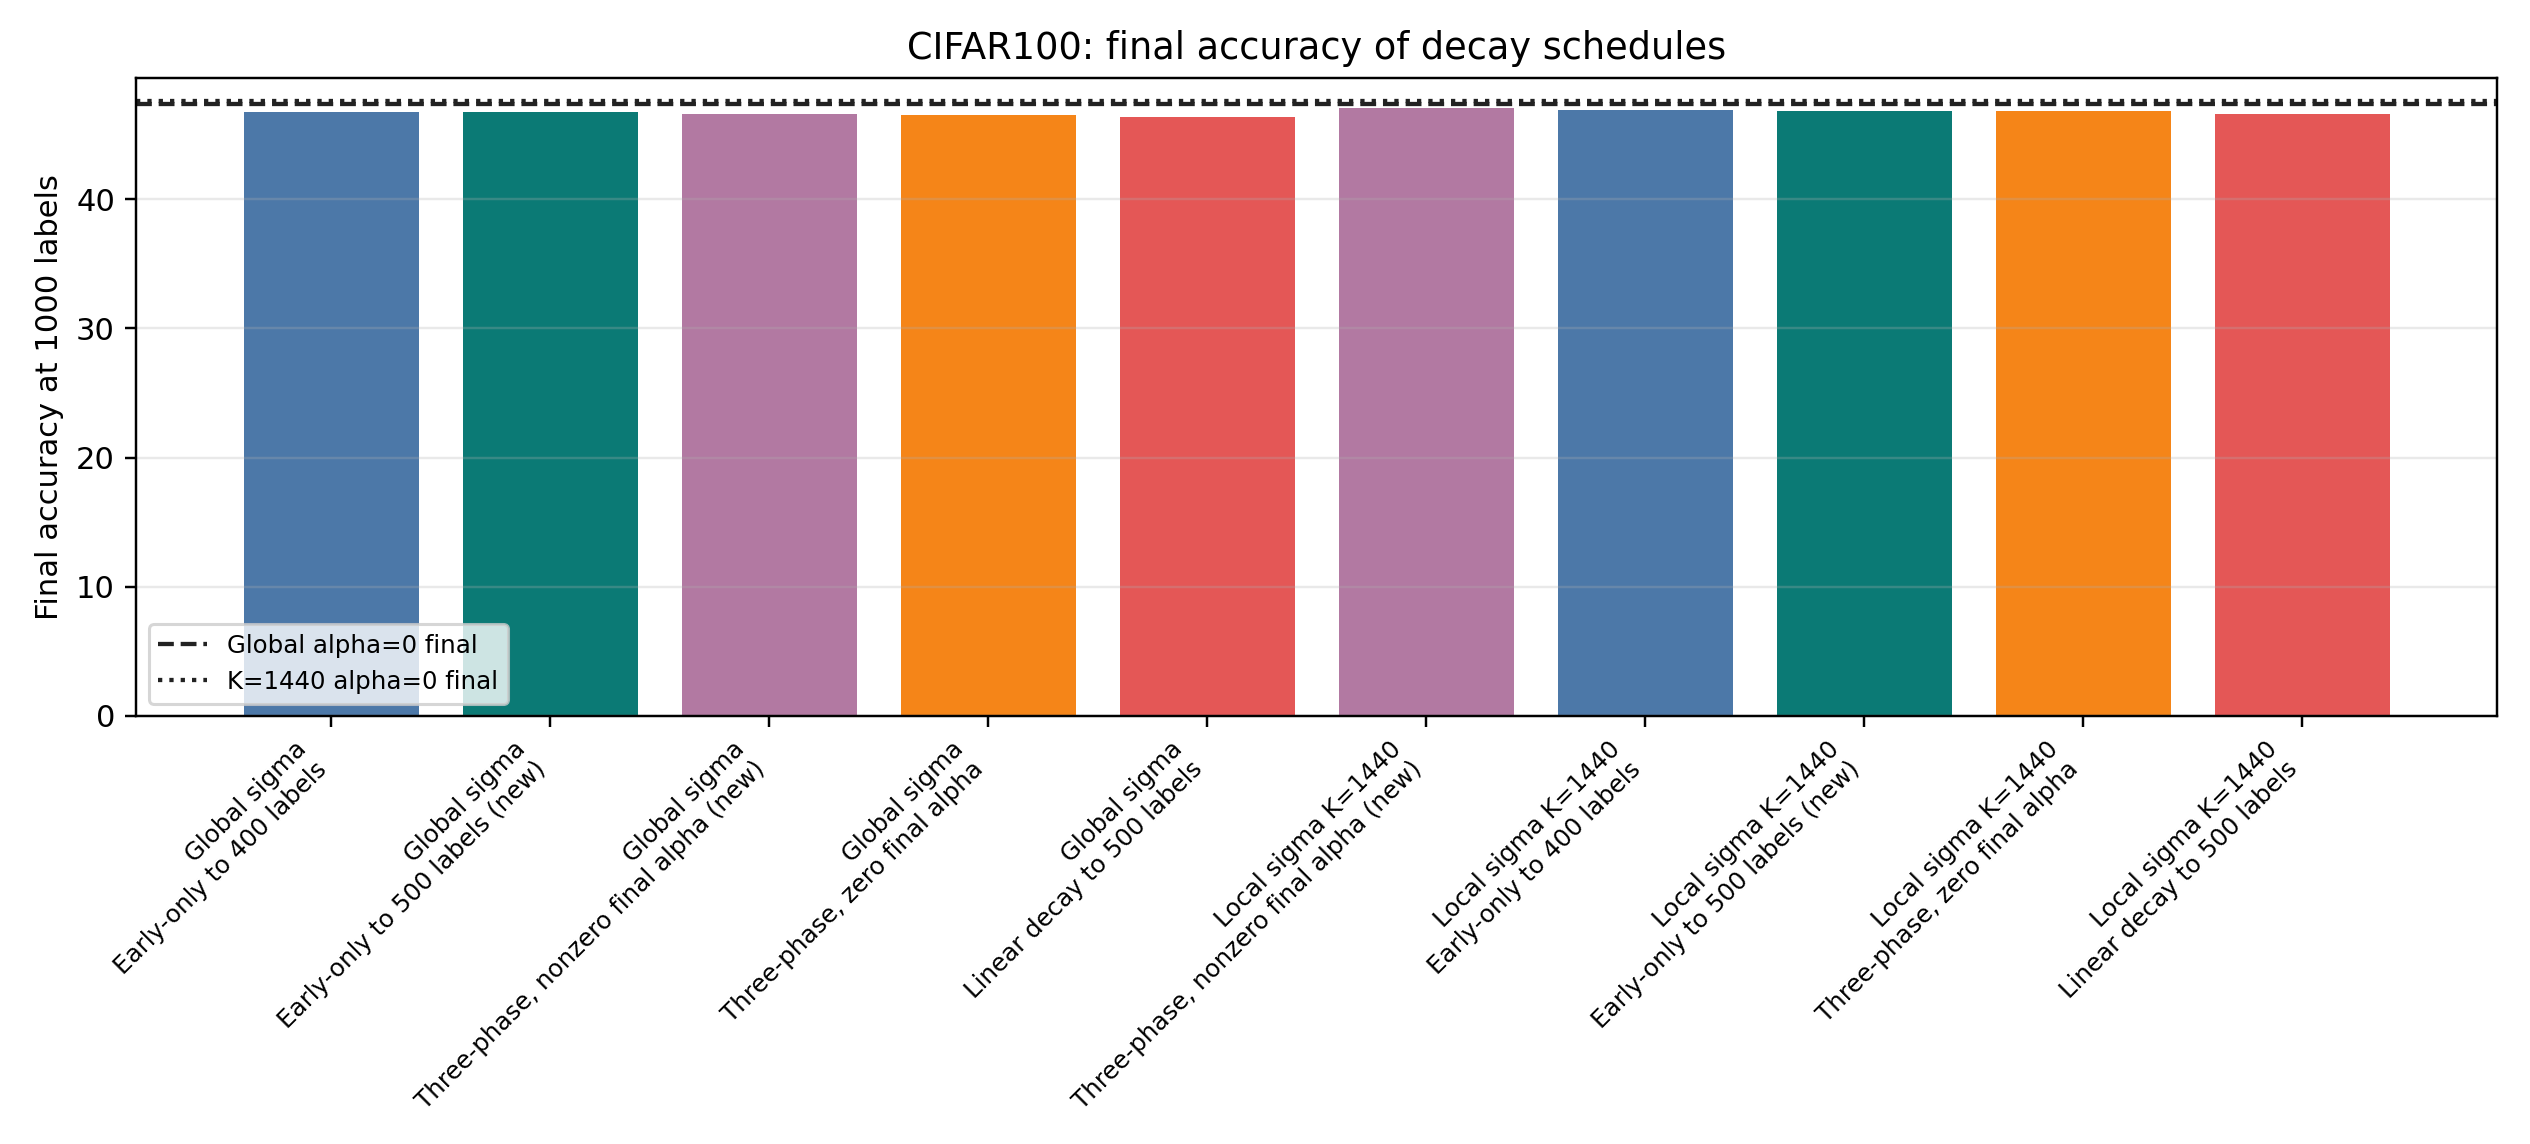 CIFAR100: final accuracy of decay schedules
Final accuracy at 1000 labels
40
30
20
10
0
Global alpha=0 final
K=1440 alpha=0 final
Global sigma
Early-only to 400 labels
Global sigma
Early-only to 500 labels (new)
Global sigma
Three-phase, nonzero final alpha (new)
Global sigma
Three-phase, zero final alpha
Global sigma
Linear decay to 500 labels
Local sigma K=1440
Three-phase, nonzero final alpha (new)
Local sigma K=1440
Early-only to 400 labels
Local sigma K=1440
Early-only to 500 labels (new)
Local sigma K=1440
Three-phase, zero final alpha
Local sigma K=1440
Linear decay to 500 labels